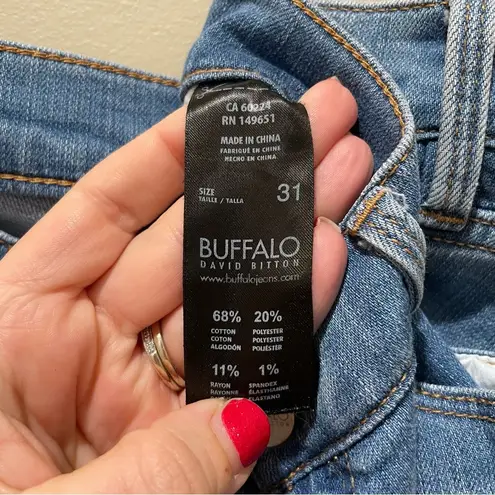 CA 60224
RN 149651
MADE IN CHINA
FABRIQUÉ EN CHINE
HECHO EN CHINA
SIZE
TAILLE / TALLA
31
BUFFALO
DAVID BITTON
www.buffalojeans.com
68% 20%
COTTON POLYESTER
COTON POLYESTER
ALGODÓN POLIÉSTER
11% 1%
RAYON SPANDEX
RAYONNE ÉLASTHANNE
ELASTANO